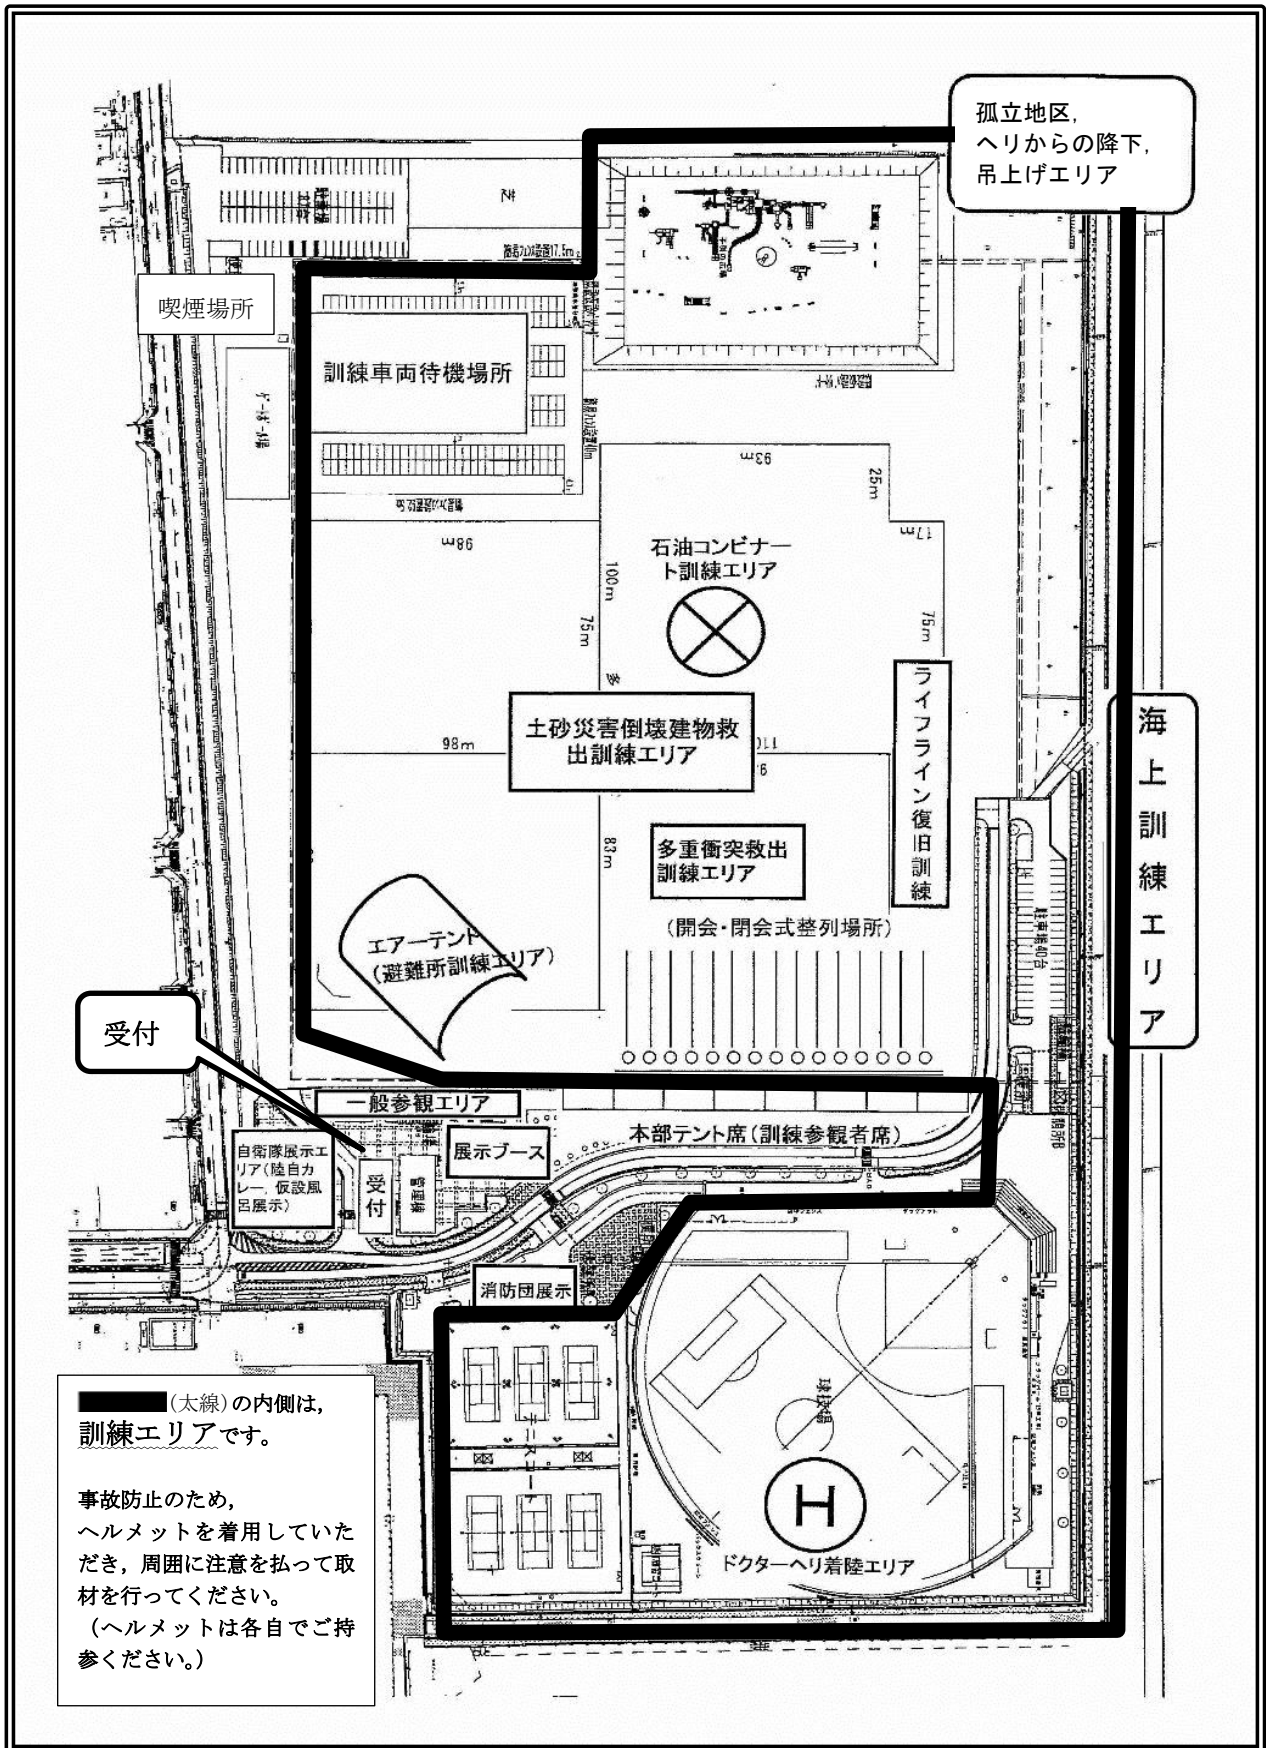 孤立地区,
ヘリからの降下,
吊上げエリア
芝
喫煙場所
訓練車両待機場所
93m
25m
17m
98m
石油コンビナー
ト訓練エリア
100m
75m
75m
多
ライフライン復旧訓練
土砂災害倒壊建物救
出訓練エリア
98m
海上訓練エリア
83m
多重衝突救出
訓練エリア
(開会・閉会式整列場所)
駐車場40台
エアーテント
(避難所訓練エリア)
受付
一般参観エリア
本部テント席(訓練参観者席)
展示ブース
自衛隊展示エ
リア(陸自カ
レー, 仮設風
呂展示)
受付
管理棟
消防団展示
テニスコート
球技場
H
ドクターヘリ着陸エリア
(太線)の内側は,
訓練エリアです。
事故防止のため,
ヘルメットを着用していた
だき, 周囲に注意を払って取
材を行ってください。
(ヘルメットは各自でご持
参ください。)